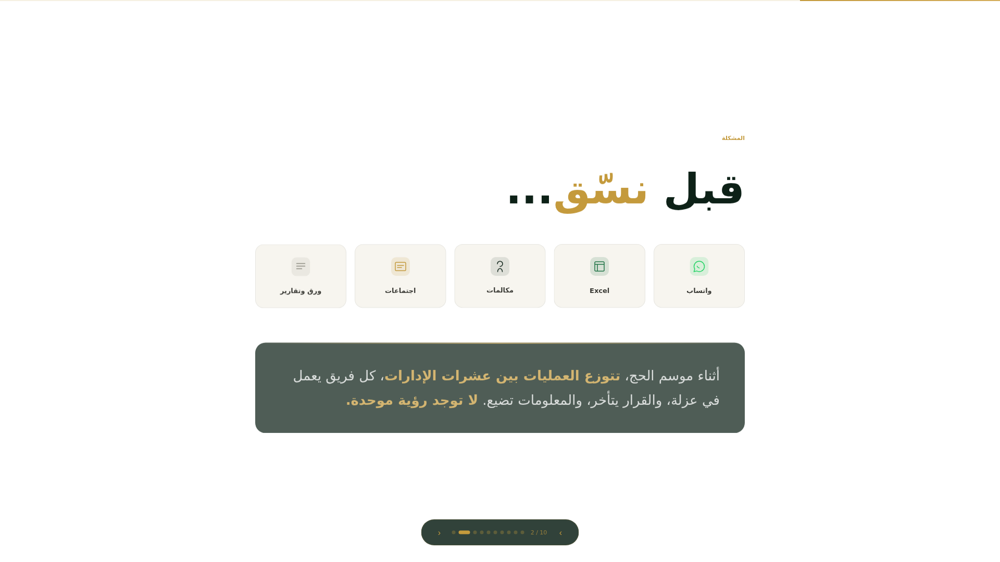 المشكلة
قبل نسّق...
واتساب
Excel
مكالمات
اجتماعات
ورق وتقارير
أثناء موسم الحج، تتوزع العمليات بين عشرات الإدارات، كل فريق يعمل
في عزلة، والقرار يتأخر، والمعلومات تضيع. لا توجد رؤية موحدة.
2 / 10